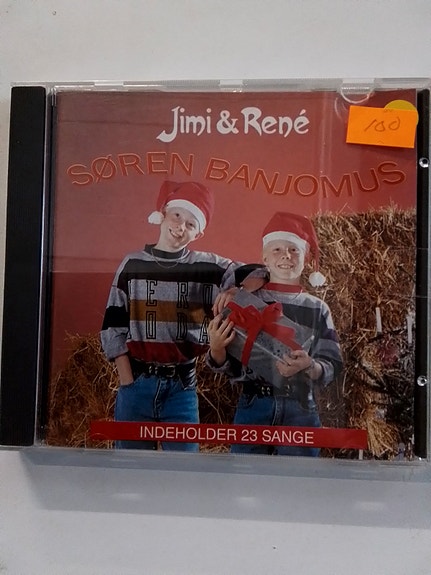 Jimi & René
100
SØREN BANJOMUS
INDEHOLDER 23 SANGE